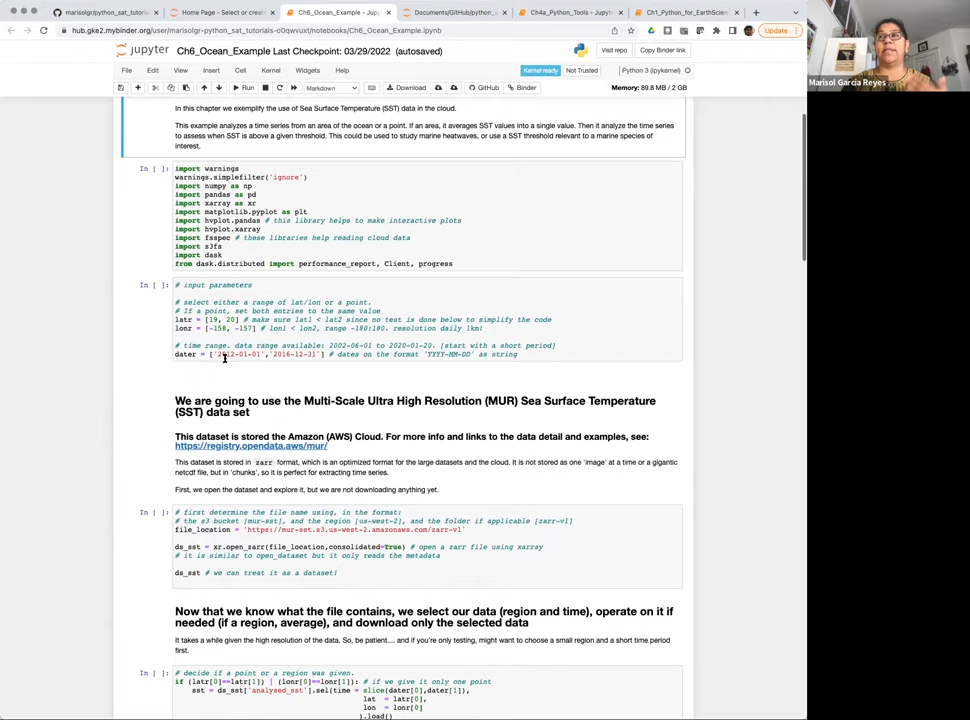 marisolgr/python_sat_tutori
Home Page - Select or creat
Ch6_Ocean_Example - Jupyte
Documents/GitHub/python_
Ch4a_Python_Tools - Jupyter
Ch1_Python_for_EarthScien
hub.gke2.mybinder.org/user/marisolgr-python_sat_tutorials-o0qwvuxt/notebooks/Ch6_Ocean_Example.ipynb
Update
jupyter Ch6_Ocean_Example Last Checkpoint: 03/29/2022 (autosaved)
Visit repo
Copy Binder link
File Edit View Insert Cell Kernel Widgets Help
Kernel ready
Not Trusted
Python 3 (ipykernel)
Run
Markdown
Download
GitHub
Binder
Memory: 89.8 MB / 2 GB
Marisol Garcia Reyes
In this chapter we exemplify the use of Sea Surface Temperature (SST) data in the cloud.
This example analyzes a time series from an area of the ocean or a point. If an area, it averages SST values into a single value. Then it analyze the time series
to assess when SST is above a given threshold. This could be used to study marine heatwaves, or use a SST threshold relevant to a marine species of
interest.
In [ ]: import warnings
warnings.simplefilter('ignore')
import numpy as np
import pandas as pd
import xarray as xr
import matplotlib.pyplot as plt
import hvplot.pandas # this library helps to make interactive plots
import hvplot.xarray
import fsspec # these libraries help reading cloud data
import s3fs
import dask
from dask.distributed import performance_report, Client, progress
In [ ]: # input parameters
# select either a range of lat/lon or a point.
# If a point, set both entries to the same value
latr = [19, 20] # make sure lat1 < lat2 since no test is done below to simplify the code
lonr = [-158, -157] # lon1 < lon2, range -180:180. resolution daily 1km!
# time range. data range available: 2002-06-01 to 2020-01-20. [start with a short period]
dater = ['2012-01-01','2016-12-31'] # dates on the format 'YYYY-MM-DD' as string
We are going to use the Multi-Scale Ultra High Resolution (MUR) Sea Surface Temperature
(SST) data set
This dataset is stored the Amazon (AWS) Cloud. For more info and links to the data detail and examples, see:
https://registry.opendata.aws/mur/
This dataset is stored in zarr format, which is an optimized format for the large datasets and the cloud. It is not stored as one 'image' at a time or a gigantic
netcdf file, but in 'chunks', so it is perfect for extracting time series.
First, we open the dataset and explore it, but we are not downloading anything yet.
In [ ]: # first determine the file name using, in the format:
# the s3 bucket [mur-sst], and the region [us-west-2], and the folder if applicable [zarr-v1]
file_location = 'https://mur-sst.s3.us-west-2.amazonaws.com/zarr-v1'
ds_sst = xr.open_zarr(file_location,consolidated=True) # open a zarr file using xarray
# it is similar to open_dataset but it only reads the metadata
ds_sst # we can treat it as a dataset!
Now that we know what the file contains, we select our data (region and time), operate on it if
needed (if a region, average), and download only the selected data
It takes a while given the high resolution of the data. So, be patient.... and if you're only testing, might want to choose a small region and a short time period
first.
In [ ]: # decide if a point or a region was given.
if (latr[0]==latr[1]) | (lonr[0]==lonr[1]): # if we give it only one point
sst = ds_sst['analysed_sst'].sel(time = slice(dater[0],dater[1]),
lat = latr[0],
lon = lonr[0]
).load()